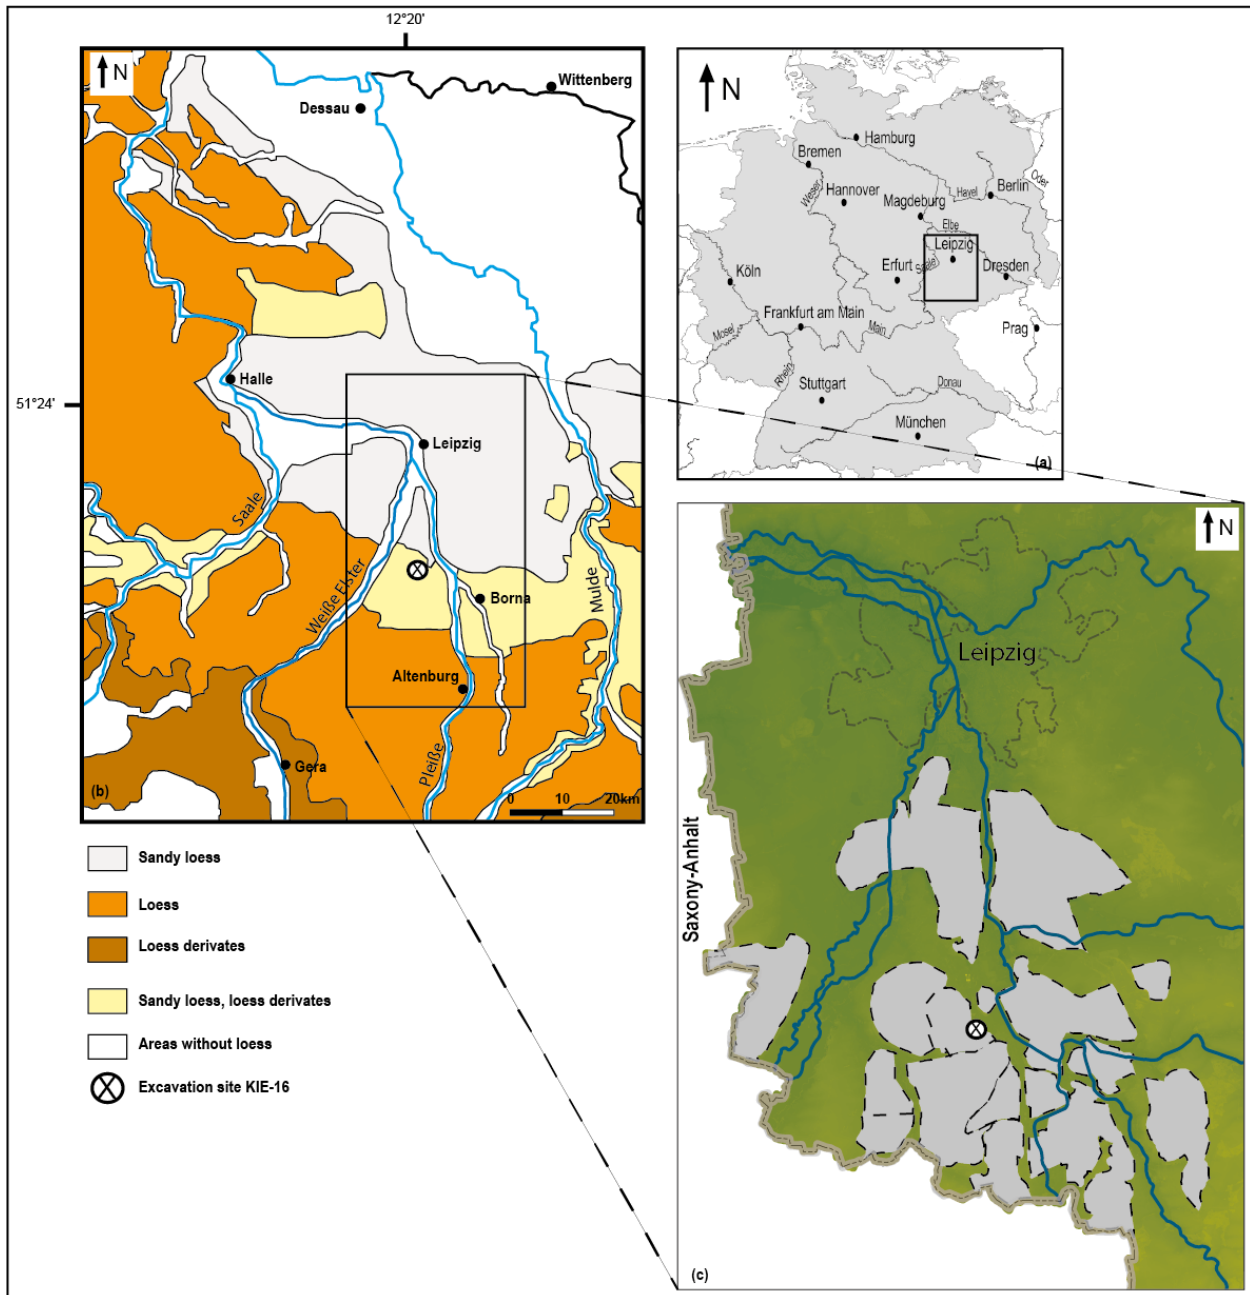 12°20'
N
Wittenberg
Dessau
Halle
51°24'
Leipzig
Saale
Weiße Elster
Borna
Mulde
Altenburg
Pleiße
Gera
(b)
0 10 20km
N
Hamburg
Bremen
Weser
Hannover
Havel
Berlin
Oder
Magdeburg
Elbe
Leipzig
Saale
Erfurt
Dresden
Köln
Frankfurt am Main
Main
Mosel
Rhein
Prag
Stuttgart
Donau
München
(a)
Sandy loess
Loess
Loess derivates
Sandy loess, loess derivates
Areas without loess
Excavation site KIE-16
N
Leipzig
Saxony-Anhalt
(c)